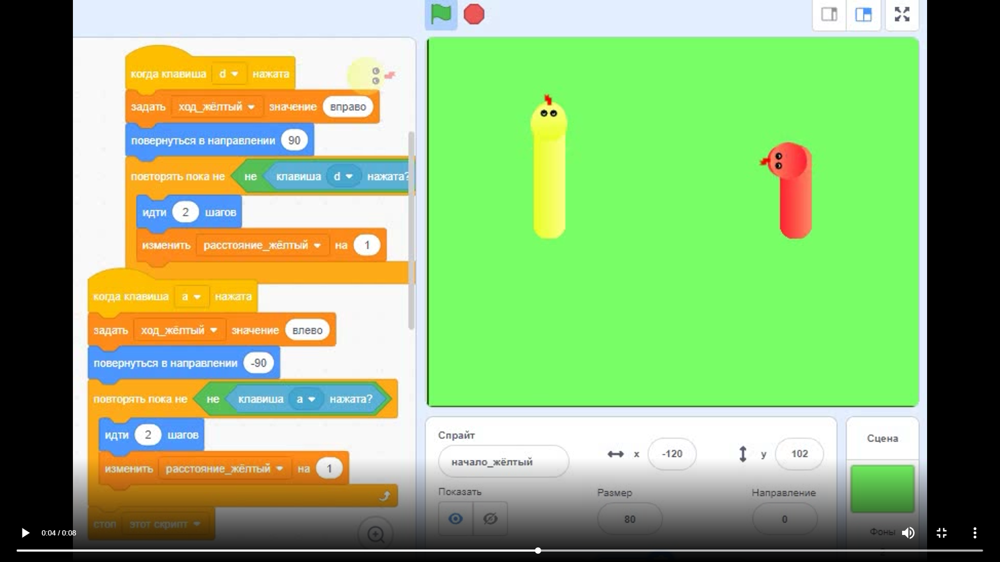 когда клавиша d нажата
задать ход_жёлтый значение вправо
повернуться в направлении 90
повторять пока не не клавиша d нажата?
идти 2 шагов
изменить расстояние_жёлтый на 1
когда клавиша a нажата
задать ход_жёлтый значение влево
повернуться в направлении -90
повторять пока не не клавиша a нажата?
идти 2 шагов
изменить расстояние_жёлтый на 1
стоп этот скрипт
Спрайт
начало_жёлтый
x -120
y 102
Показать
Размер
80
Направление
0
Сцена
Фоны
0:04 / 0:08